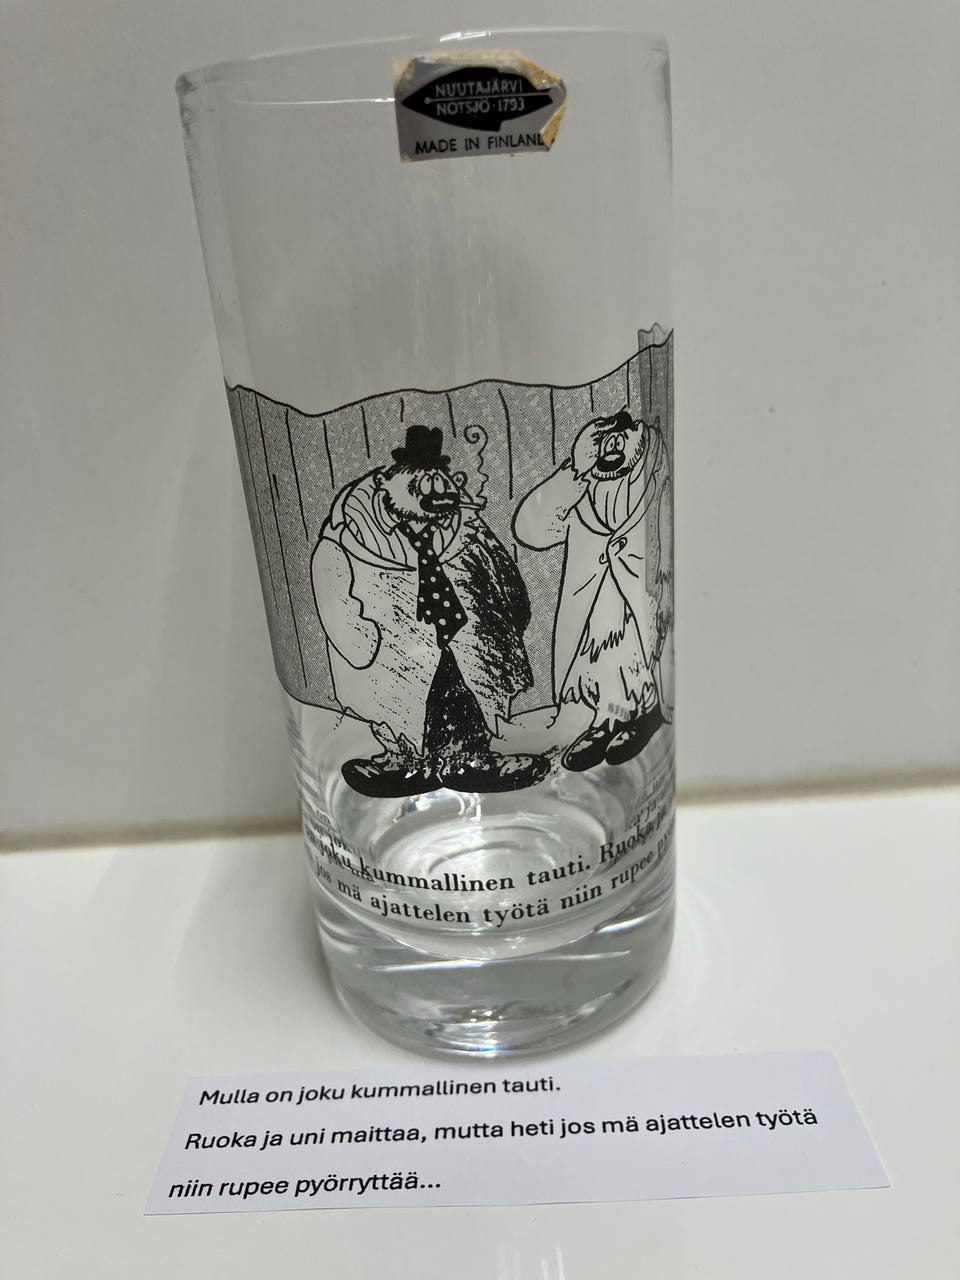 NUUTAJÄRVI
NOTSJÖ · 1793
MADE IN FINLAND
joku kummallinen tauti. Ruoka ja
jos mä ajattelen työtä niin rupee
Mulla on joku kummallinen tauti.
Ruoka ja uni maittaa, mutta heti jos mä ajattelen työtä
niin rupee pyörryttää...